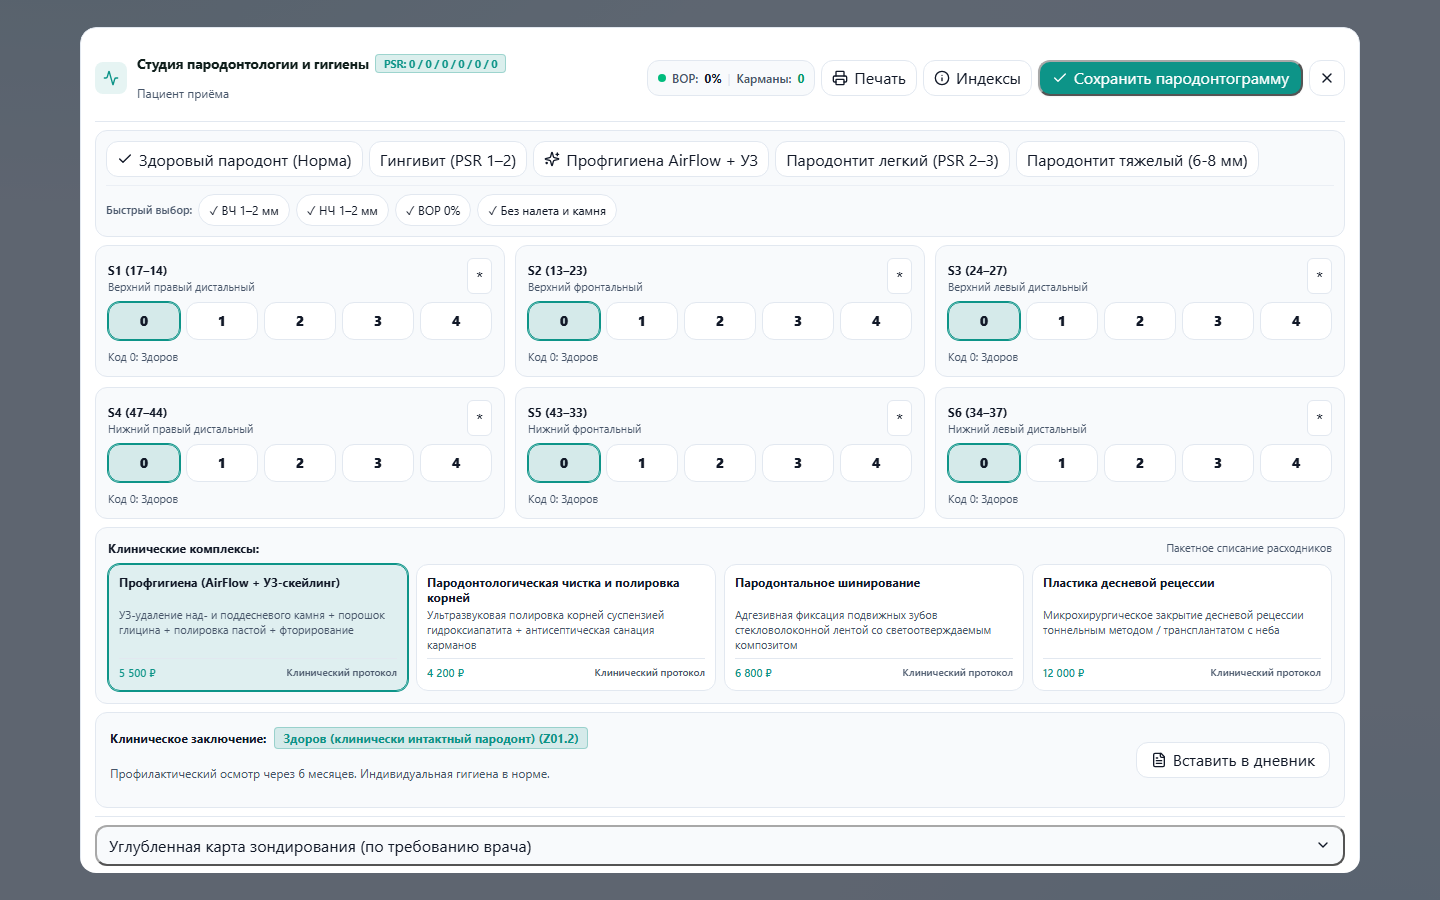 Студия пародонтологии и гигиены
PSR: 0 / 0 / 0 / 0 / 0 / 0
Пациент приёма
BOP: 0% | Карманы: 0
Печать
Индексы
Сохранить пародонтограмму
Здоровый пародонт (Норма)
Гингивит (PSR 1–2)
Профгигиена AirFlow + УЗ
Пародонтит легкий (PSR 2–3)
Пародонтит тяжелый (6-8 мм)
Быстрый выбор:
✓ ВЧ 1–2 мм
✓ НЧ 1–2 мм
✓ BOP 0%
✓ Без налета и камня
S1 (17–14)
Верхний правый дистальный
*
0 1 2 3 4
Код 0: Здоров
S2 (13–23)
Верхний фронтальный
*
0 1 2 3 4
Код 0: Здоров
S3 (24–27)
Верхний левый дистальный
*
0 1 2 3 4
Код 0: Здоров
S4 (47–44)
Нижний правый дистальный
*
0 1 2 3 4
Код 0: Здоров
S5 (43–33)
Нижний фронтальный
*
0 1 2 3 4
Код 0: Здоров
S6 (34–37)
Нижний левый дистальный
*
0 1 2 3 4
Код 0: Здоров
Клинические комплексы:
Пакетное списание расходников
Профгигиена (AirFlow + УЗ-скейлинг)
УЗ-удаление над- и поддесневого камня + порошок
глицина + полировка пастой + фторирование
5 500 ₽
Клинический протокол
Пародонтологическая чистка и полировка
корней
Ультразвуковая полировка корней суспензией
гидроксиапатита + антисептическая санация
карманов
4 200 ₽
Клинический протокол
Пародонтальное шинирование
Адгезивная фиксация подвижных зубов
стекловолоконной лентой со светоотверждаемым
композитом
6 800 ₽
Клинический протокол
Пластика десневой рецессии
Микрохирургическое закрытие десневой рецессии
тоннельным методом / трансплантатом с неба
12 000 ₽
Клинический протокол
Клиническое заключение:
Здоров (клинически интактный пародонт) (Z01.2)
Профилактический осмотр через 6 месяцев. Индивидуальная гигиена в норме.
Вставить в дневник
Углубленная карта зондирования (по требованию врача)